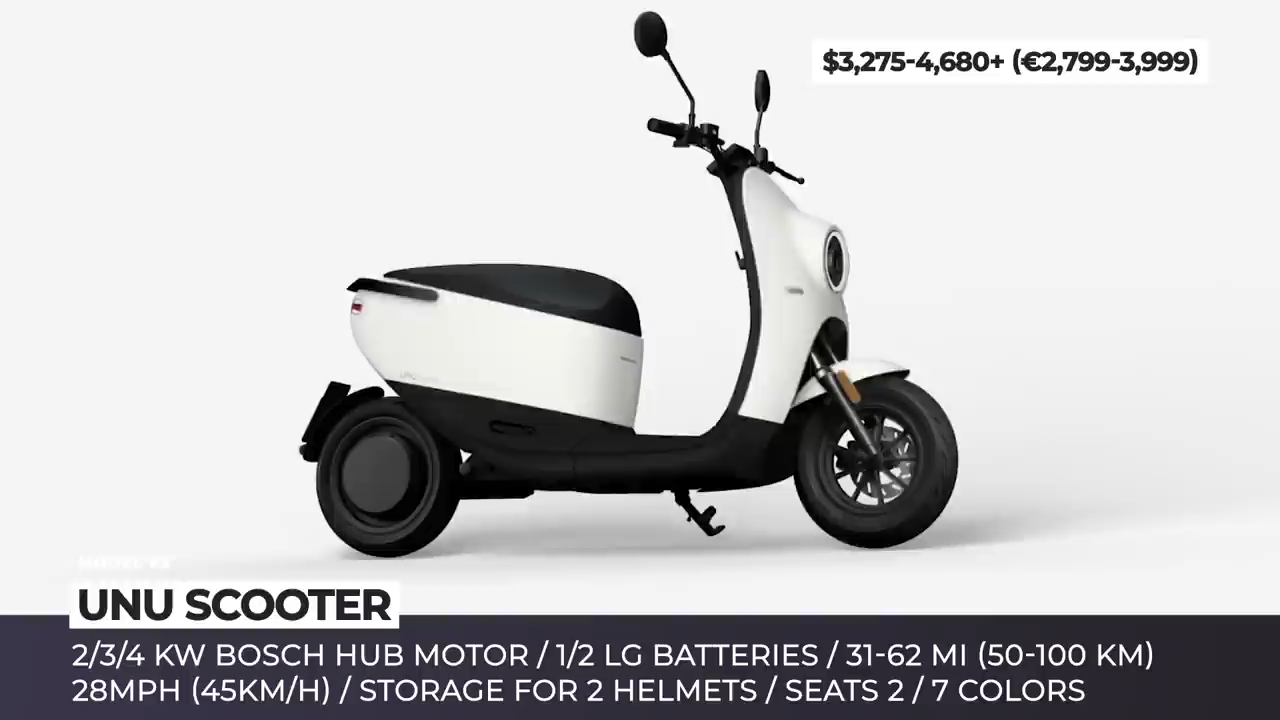 $3,275-4,680+ (€2,799-3,999)
UNU SCOOTER
2/3/4 KW BOSCH HUB MOTOR / 1/2 LG BATTERIES / 31-62 MI (50-100 KM)
28MPH (45KM/H) / STORAGE FOR 2 HELMETS / SEATS 2 / 7 COLORS